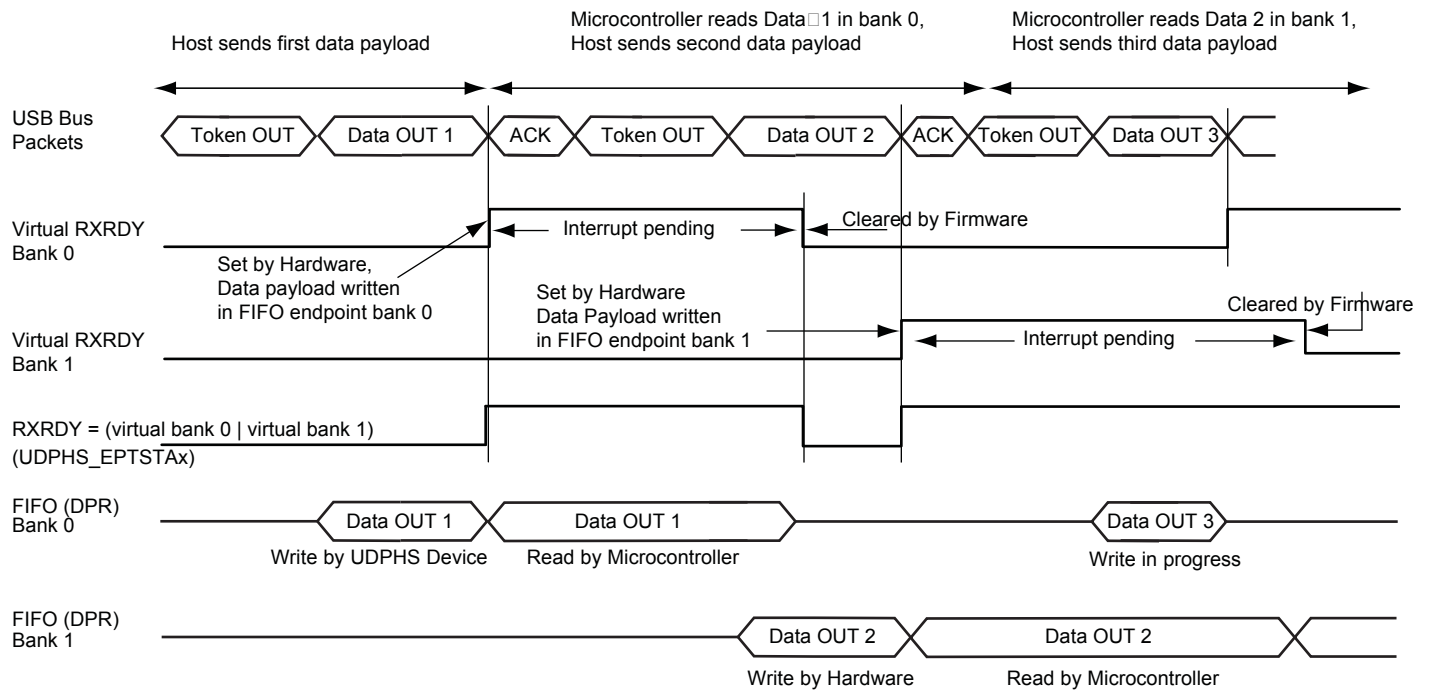 Host sends first data payload
Microcontroller reads Data□1 in bank 0,
Host sends second data payload
Microcontroller reads Data 2 in bank 1,
Host sends third data payload
USB Bus
Packets
Token OUT
Data OUT 1
ACK
Token OUT
Data OUT 2
ACK
Token OUT
Data OUT 3
Virtual RXRDY
Bank 0
Interrupt pending
Cleared by Firmware
Set by Hardware,
Data payload written
in FIFO endpoint bank 0
Set by Hardware
Data Payload written
in FIFO endpoint bank 1
Cleared by Firmware
Virtual RXRDY
Bank 1
Interrupt pending
RXRDY = (virtual bank 0 | virtual bank 1)
(UDPHS_EPTSTAx)
FIFO (DPR)
Bank 0
Data OUT 1
Data OUT 1
Data OUT 3
Write by UDPHS Device
Read by Microcontroller
Write in progress
FIFO (DPR)
Bank 1
Data OUT 2
Data OUT 2
Write by Hardware
Read by Microcontroller